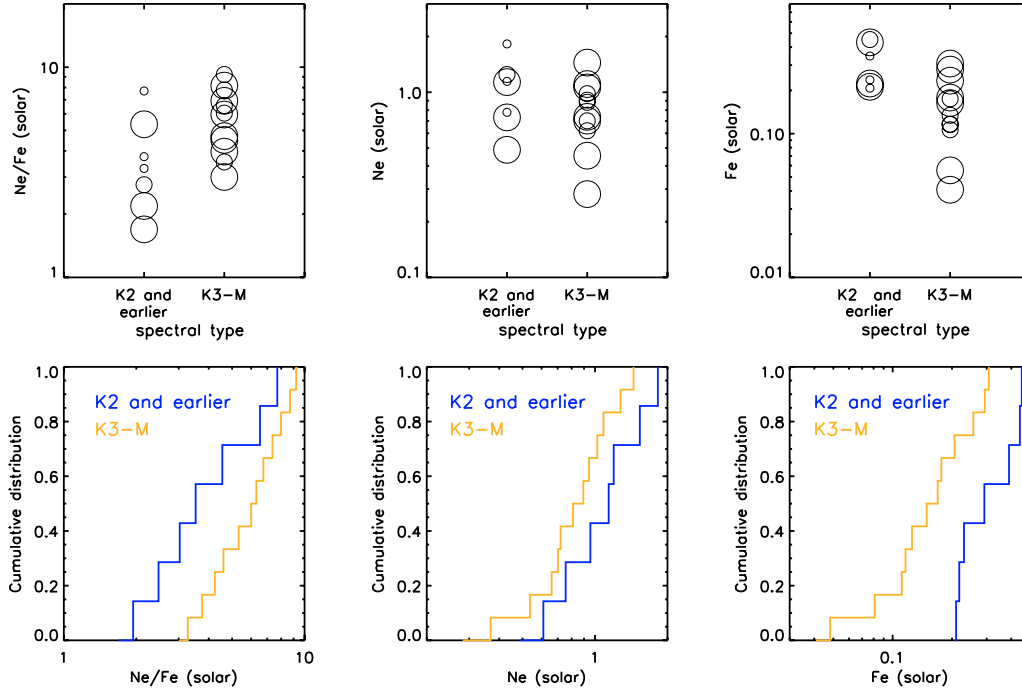 10
1
Ne/Fe (solar)
K2 and
earlier
K3-M
spectral type
1.0
0.1
Ne (solar)
K2 and
earlier
K3-M
spectral type
0.10
0.01
Fe (solar)
K2 and
earlier
K3-M
spectral type
1.0
0.8
0.6
0.4
0.2
0.0
Cumulative distribution
K2 and earlier
K3-M
1
10
Ne/Fe (solar)
1.0
0.8
0.6
0.4
0.2
0.0
Cumulative distribution
K2 and earlier
K3-M
1
Ne (solar)
1.0
0.8
0.6
0.4
0.2
0.0
Cumulative distribution
K2 and earlier
K3-M
0.1
Fe (solar)